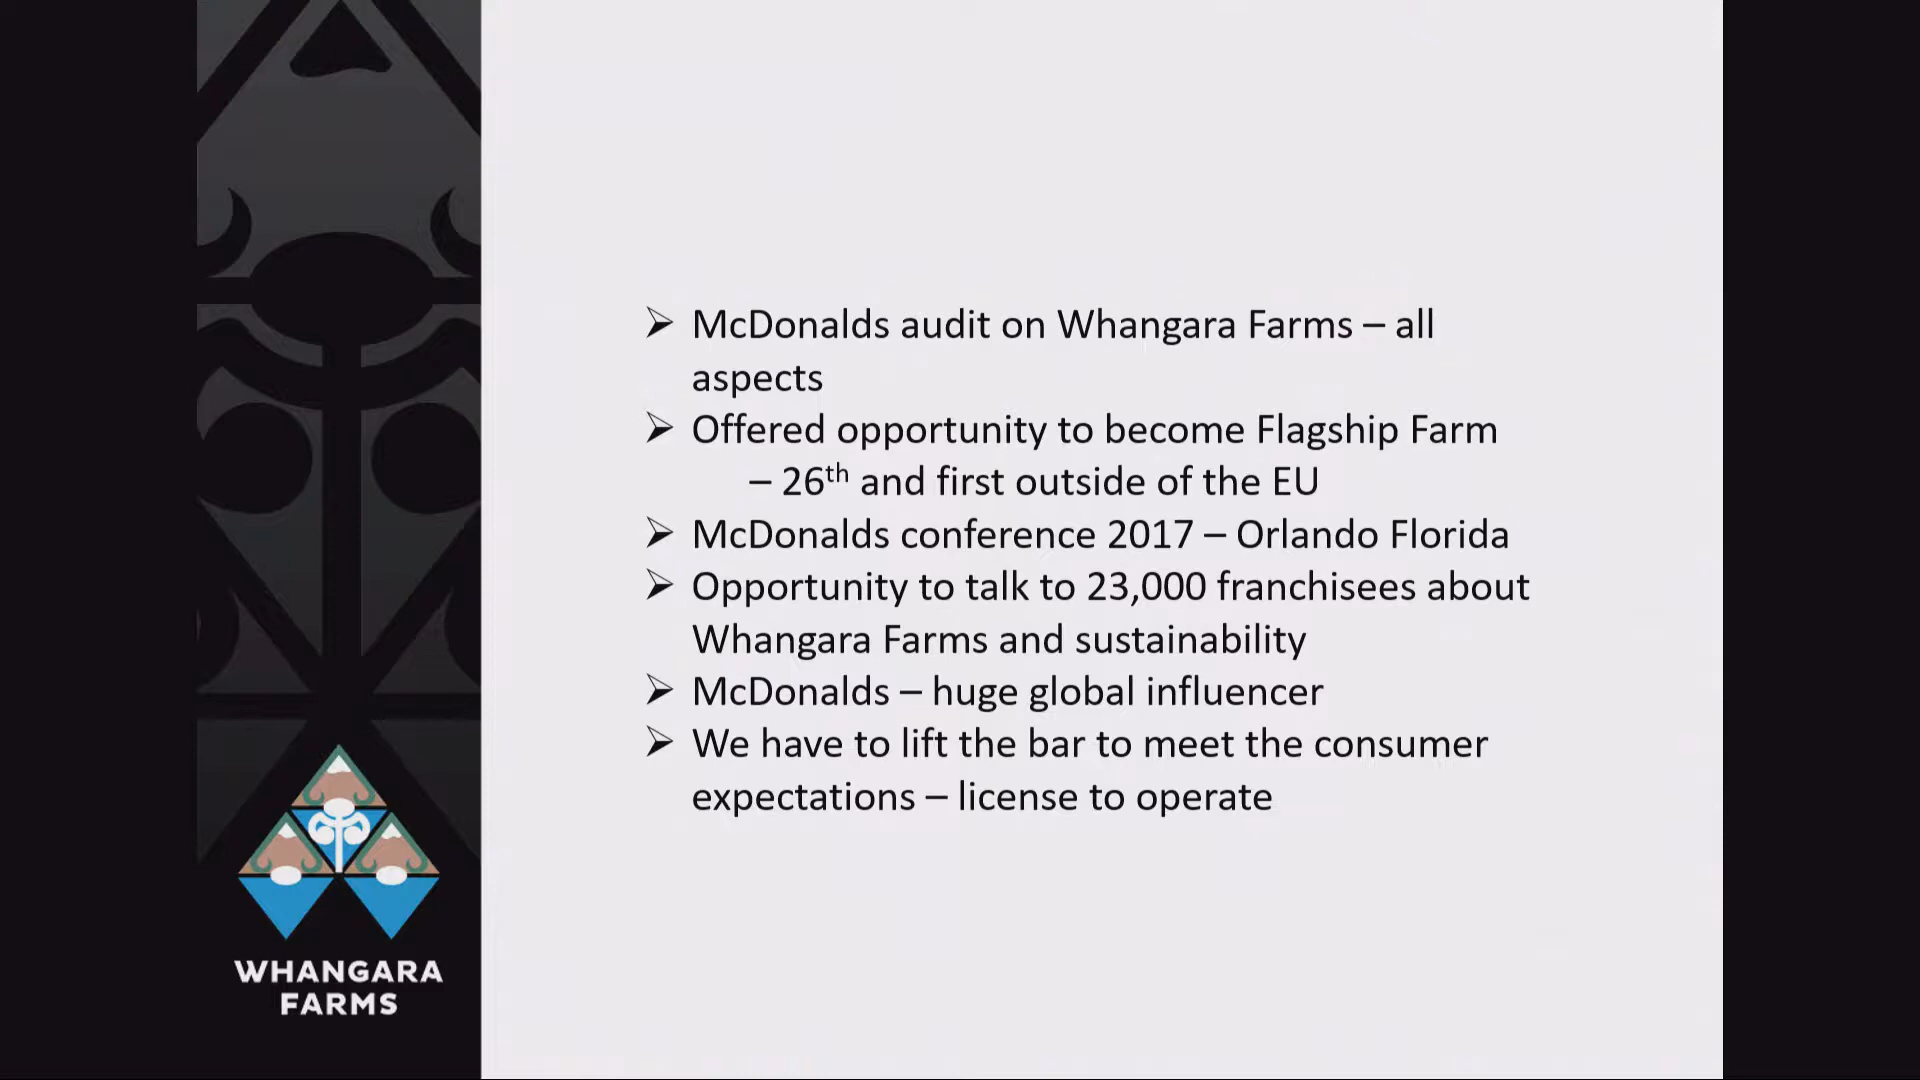 ➢ McDonalds audit on Whangara Farms – all
aspects
➢ Offered opportunity to become Flagship Farm
– 26th and first outside of the EU
➢ McDonalds conference 2017 – Orlando Florida
➢ Opportunity to talk to 23,000 franchisees about
Whangara Farms and sustainability
➢ McDonalds – huge global influencer
➢ We have to lift the bar to meet the consumer
expectations – license to operate
WHANGARA
FARMS